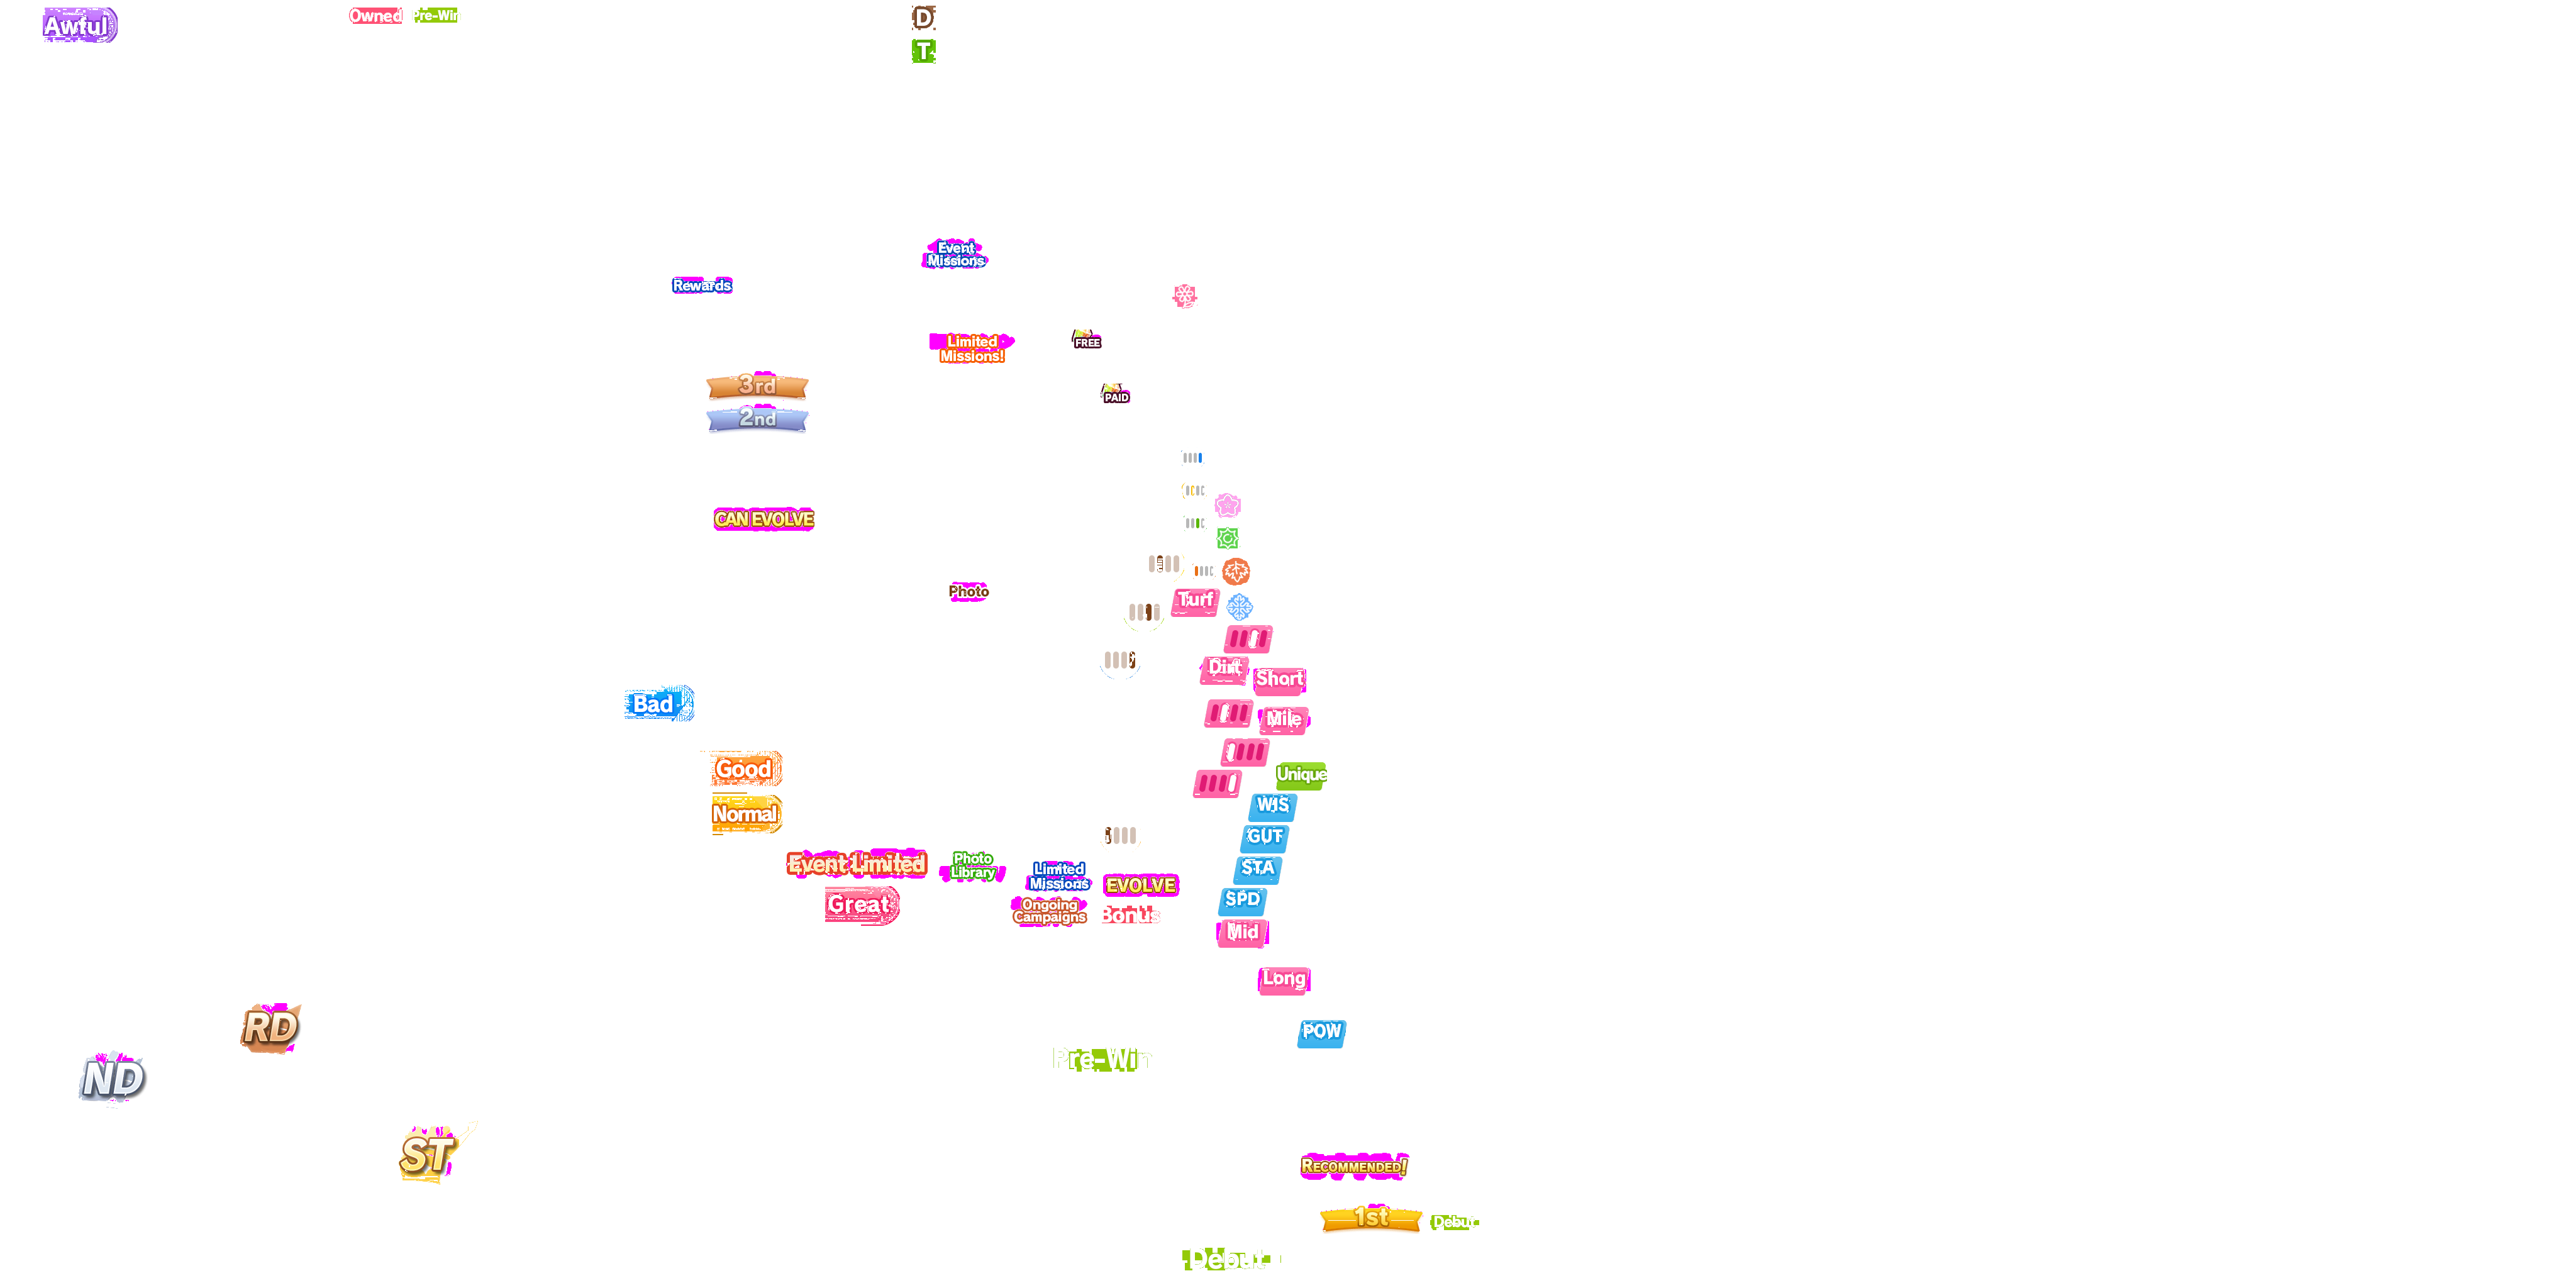 Awful
Owned
Pre-Win
D
T
Event
Missions
Rewards
Limited
Missions!
FREE
3rd
PAID
2nd
CAN EVOLVE
Photo
Turf
Dirt
Short
Bad
Mile
Good
Unique
Normal
WIS
GUT
Event Limited
Photo
Library
Limited
Missions
EVOLVE
STA
Great
Ongoing
Campaigns
Bonus
SPD
Mid
Long
RD
POW
Pre-Win
ND
ST
RECOMMENDED!
1st
Debut
Debut